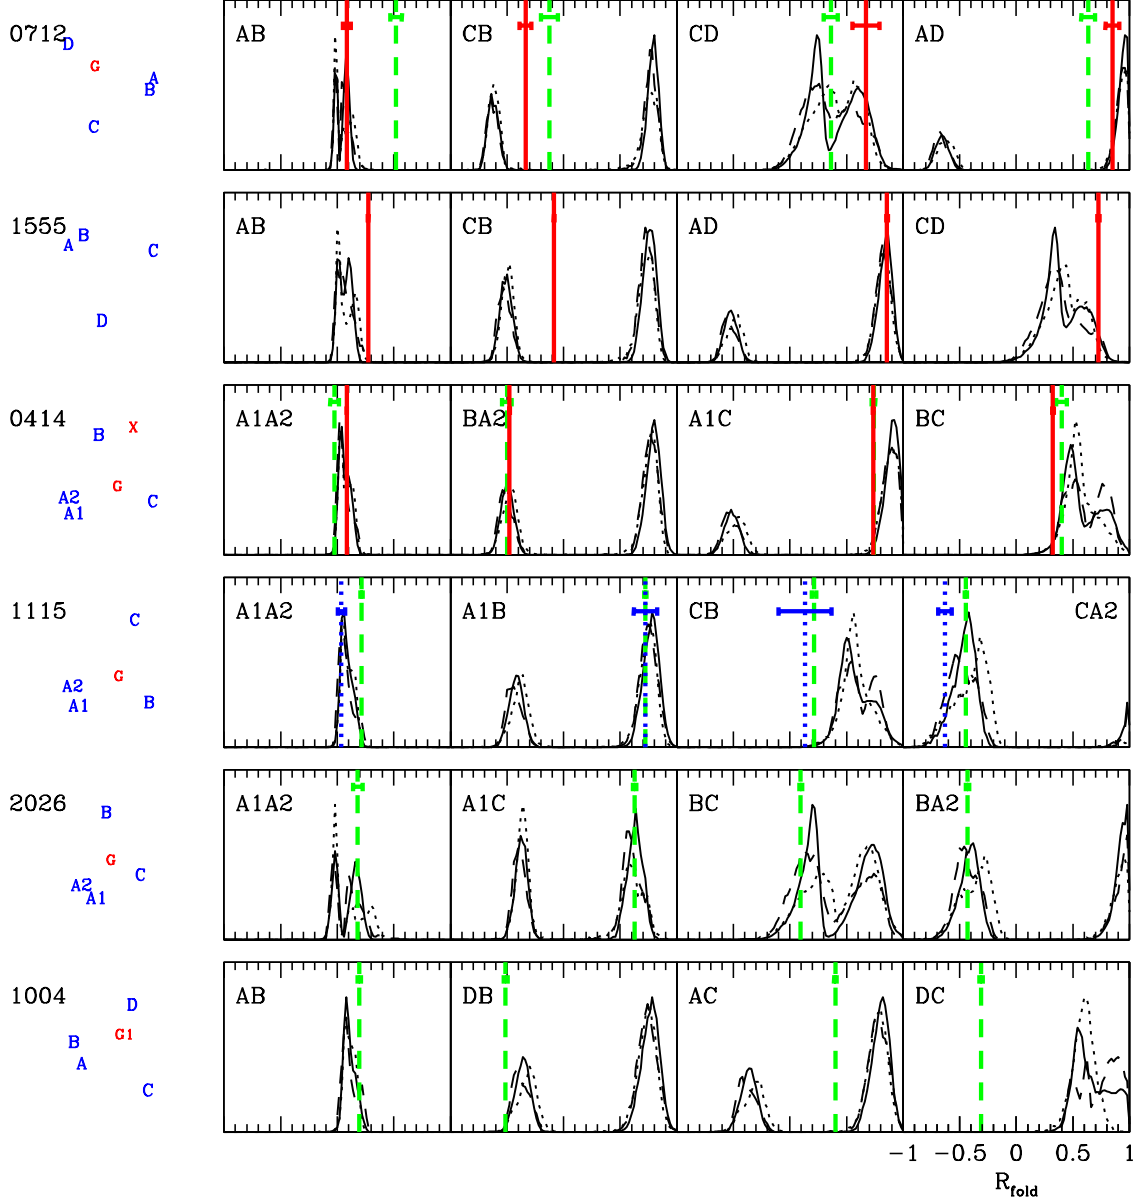 0712 D G A B C AB CB CD AD
1555 A B C D AB CB AD CD
0414 B X G A2 A1 C A1A2 BA2 A1C BC
1115 C G A2 A1 B A1A2 A1B CB CA2
2026 B G C A2 A1 A1A2 A1C BC BA2
1004 D G1 B A C AB DB AC DC
-1 -0.5 0 0.5 1
Rfold